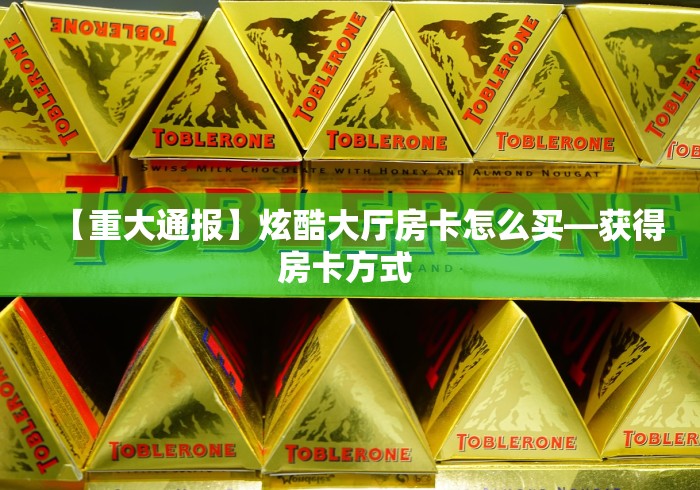 TOBLERONE
TOBLERONE
TOBLERONE
TOBLERONE
TOBLERONE
TOBLERONE
TOBLERONE
TOBLERONE
SWISS MILK CHOCOLATE WITH HONEY AND ALMOND NOUGAT
TOBLERONE
【重大通报】炫酷大厅房卡怎么买—获得
房卡方式
TOBLERONE
TOBLERONE
TOBLERONE
TOBLERONE
TOBLERONE